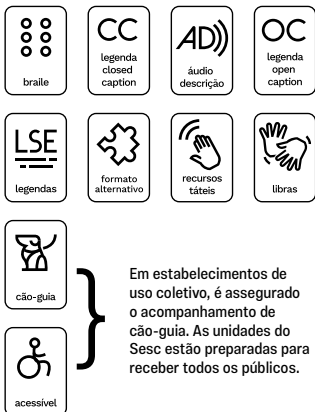 braile
CC
legenda
closed
caption
AD
áudio
descrição
OC
legenda
open
caption
LSE
legendas
formato
alternativo
recursos
táteis
libras
cão-guia
acessível
Em estabelecimentos de
uso coletivo, é assegurado
o acompanhamento de
cão-guia. As unidades do
Sesc estão preparadas para
receber todos os públicos.